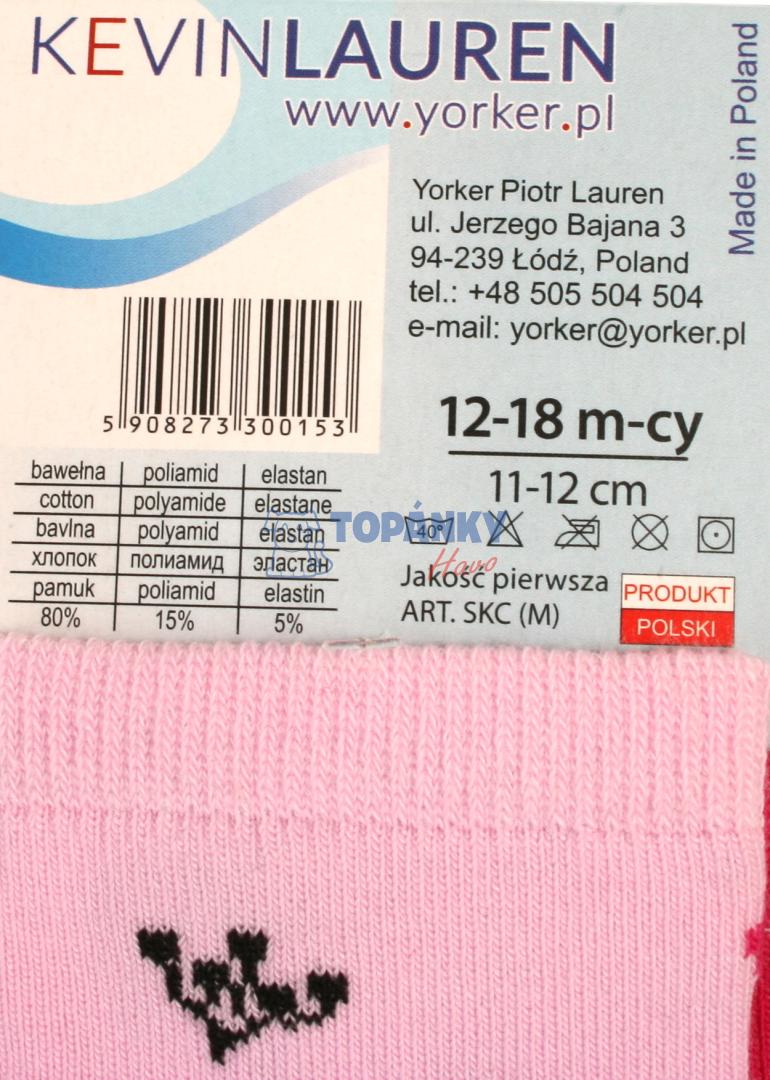 KEVINLAUREN
www.yorker.pl
Made in Poland
Yorker Piotr Lauren
ul. Jerzego Bajana 3
94-239 Łódź, Poland
tel.: +48 505 504 504
e-mail: yorker@yorker.pl
5 908273 300153
12-18 m-cy
11-12 cm
bawełna poliamid elastan
cotton polyamide elastane
bavlna polyamid elastan
хлопок полиамид эластан
pamuk poliamid elastin
80% 15% 5%
40°
TOPÁNKY
Havo
Jakość pierwsza
ART. SKC (M)
PRODUKT
POLSKI